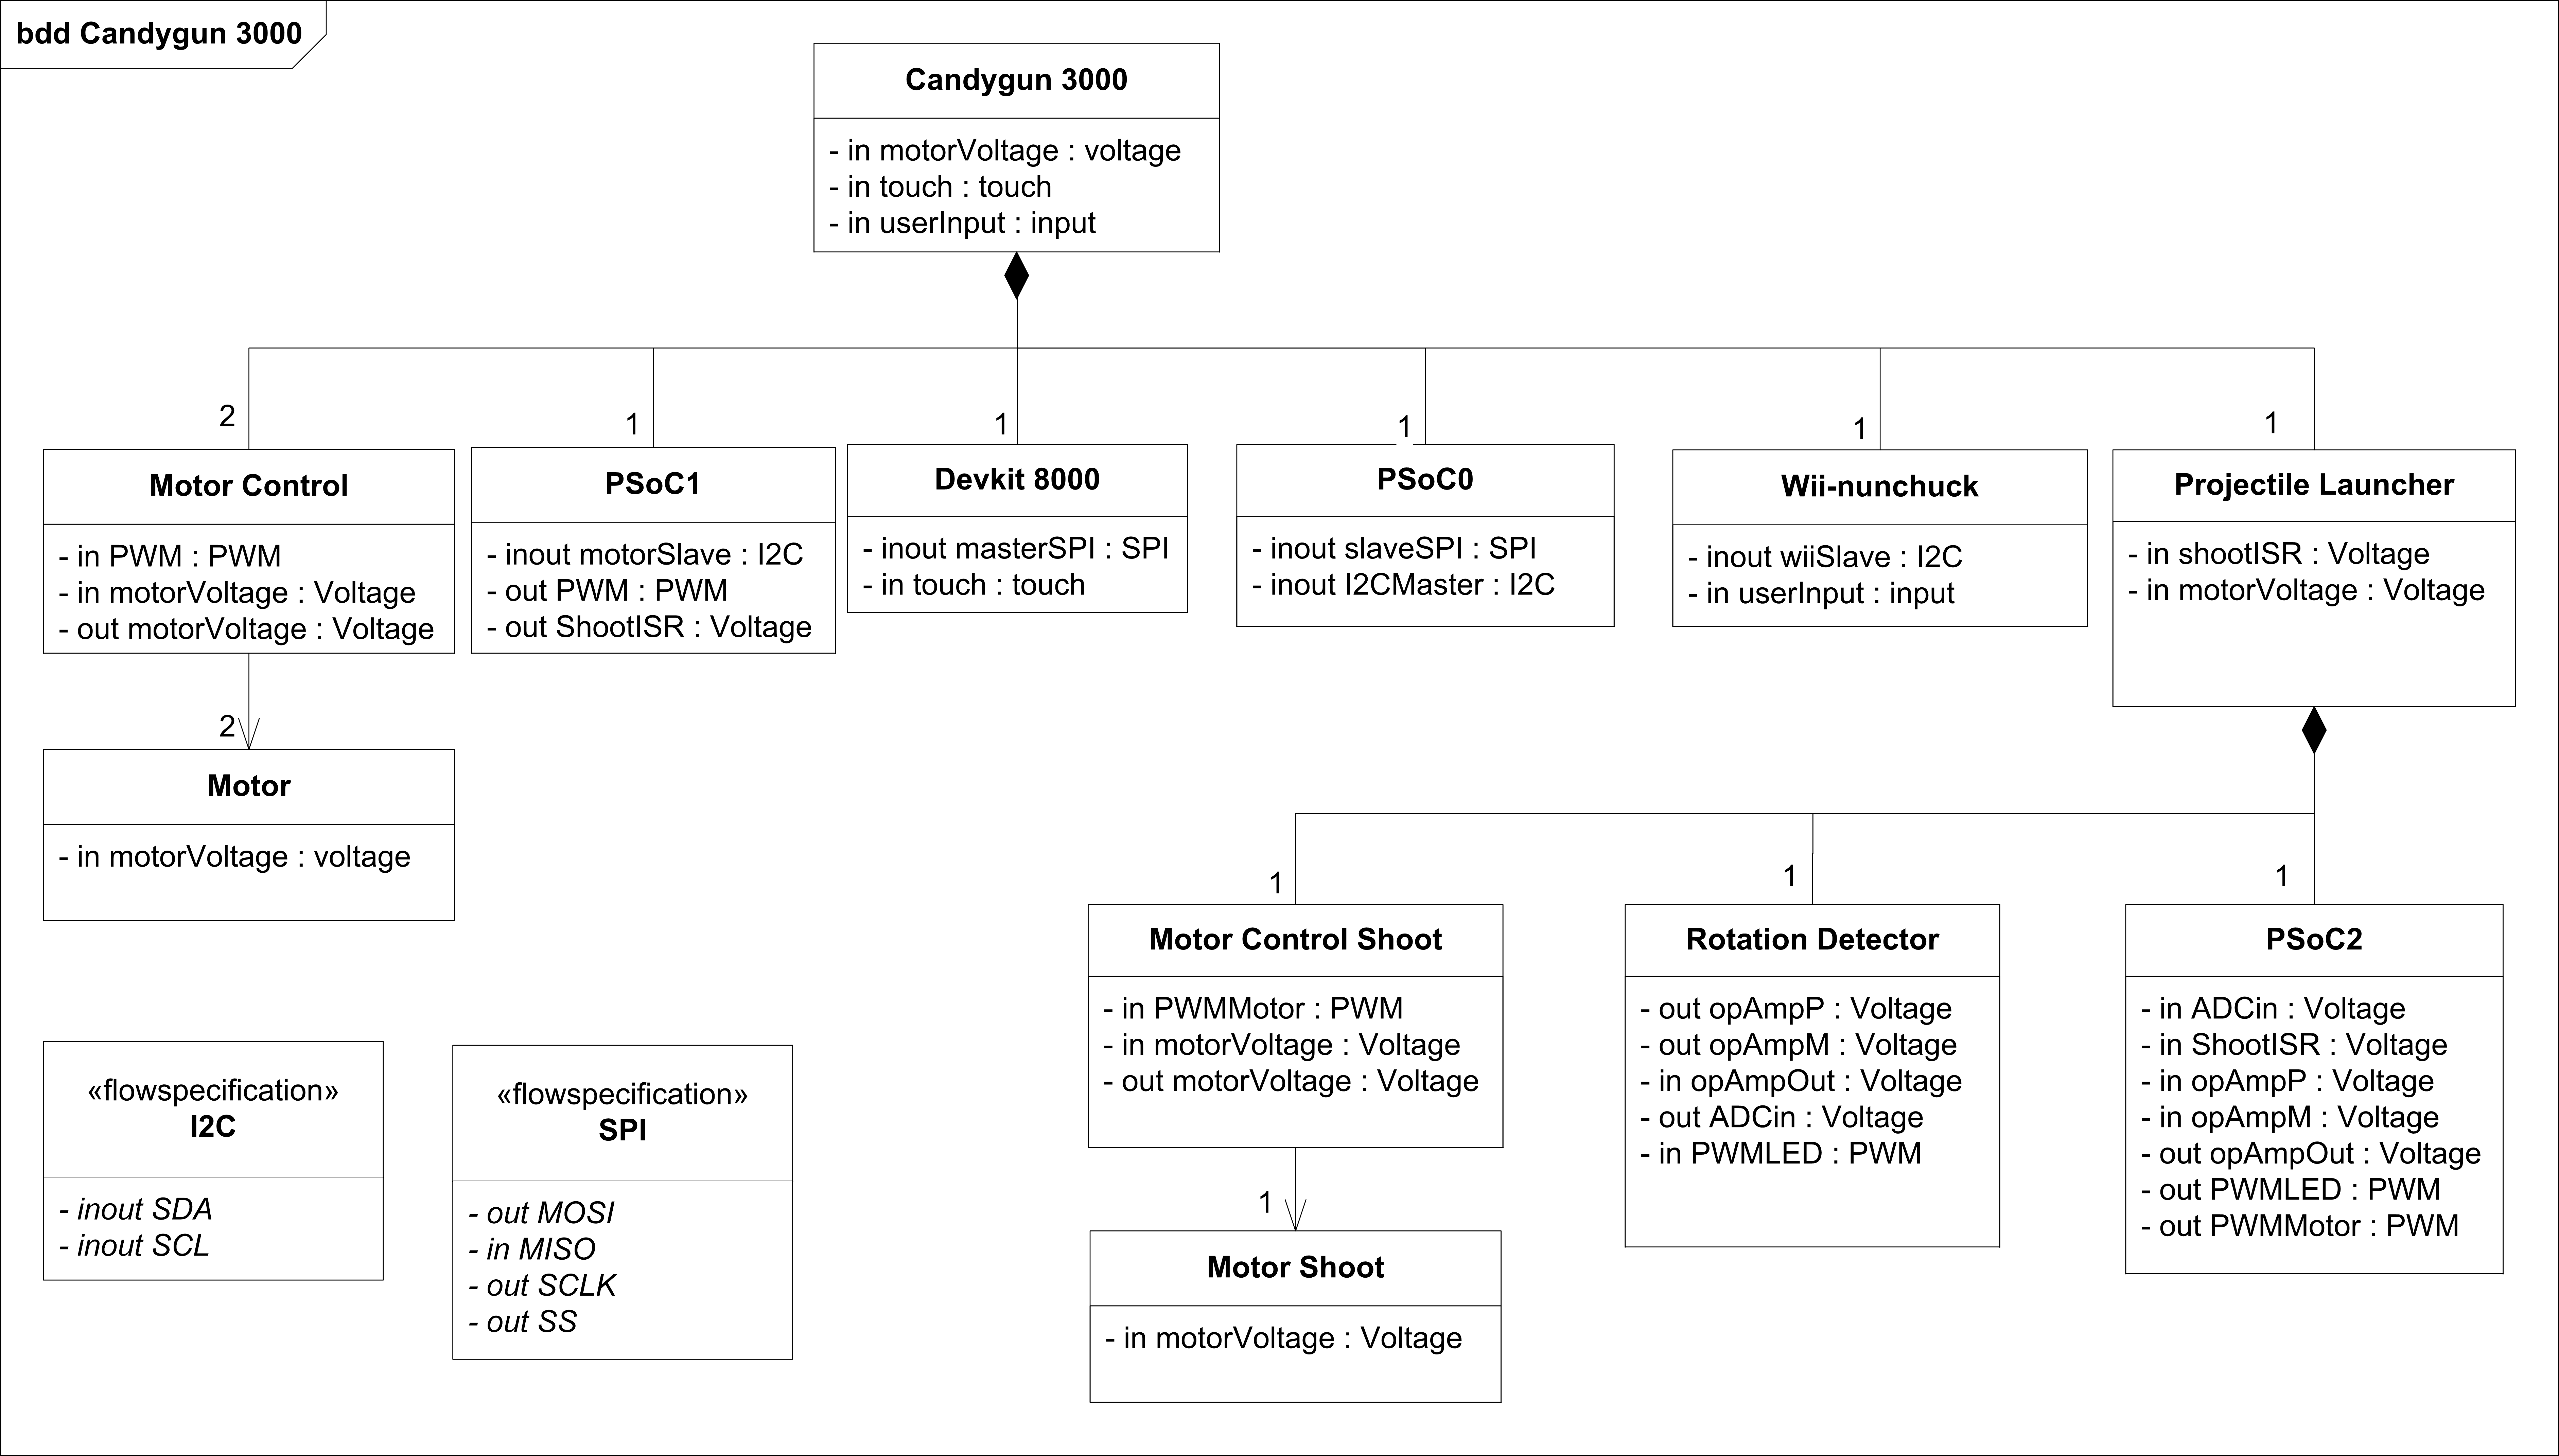 bdd Candygun 3000
Candygun 3000
- in motorVoltage : voltage
- in touch : touch
- in userInput : input
2
1
1
1
1
1
Motor Control
- in PWM : PWM
- in motorVoltage : Voltage
- out motorVoltage : Voltage
PSoC1
- inout motorSlave : I2C
- out PWM : PWM
- out ShootISR : Voltage
Devkit 8000
- inout masterSPI : SPI
- in touch : touch
PSoC0
- inout slaveSPI : SPI
- inout I2CMaster : I2C
Wii-nunchuck
- inout wiiSlave : I2C
- in userInput : input
Projectile Launcher
- in shootISR : Voltage
- in motorVoltage : Voltage
2
Motor
- in motorVoltage : voltage
1
1
1
Motor Control Shoot
- in PWMMotor : PWM
- in motorVoltage : Voltage
- out motorVoltage : Voltage
Rotation Detector
- out opAmpP : Voltage
- out opAmpM : Voltage
- in opAmpOut : Voltage
- out ADCin : Voltage
- in PWMLED : PWM
PSoC2
- in ADCin : Voltage
- in ShootISR : Voltage
- in opAmpP : Voltage
- in opAmpM : Voltage
- out opAmpOut : Voltage
- out PWMLED : PWM
- out PWMMotor : PWM
«flowspecification»
I2C
- inout SDA
- inout SCL
«flowspecification»
SPI
- out MOSI
- in MISO
- out SCLK
- out SS
1
Motor Shoot
- in motorVoltage : Voltage